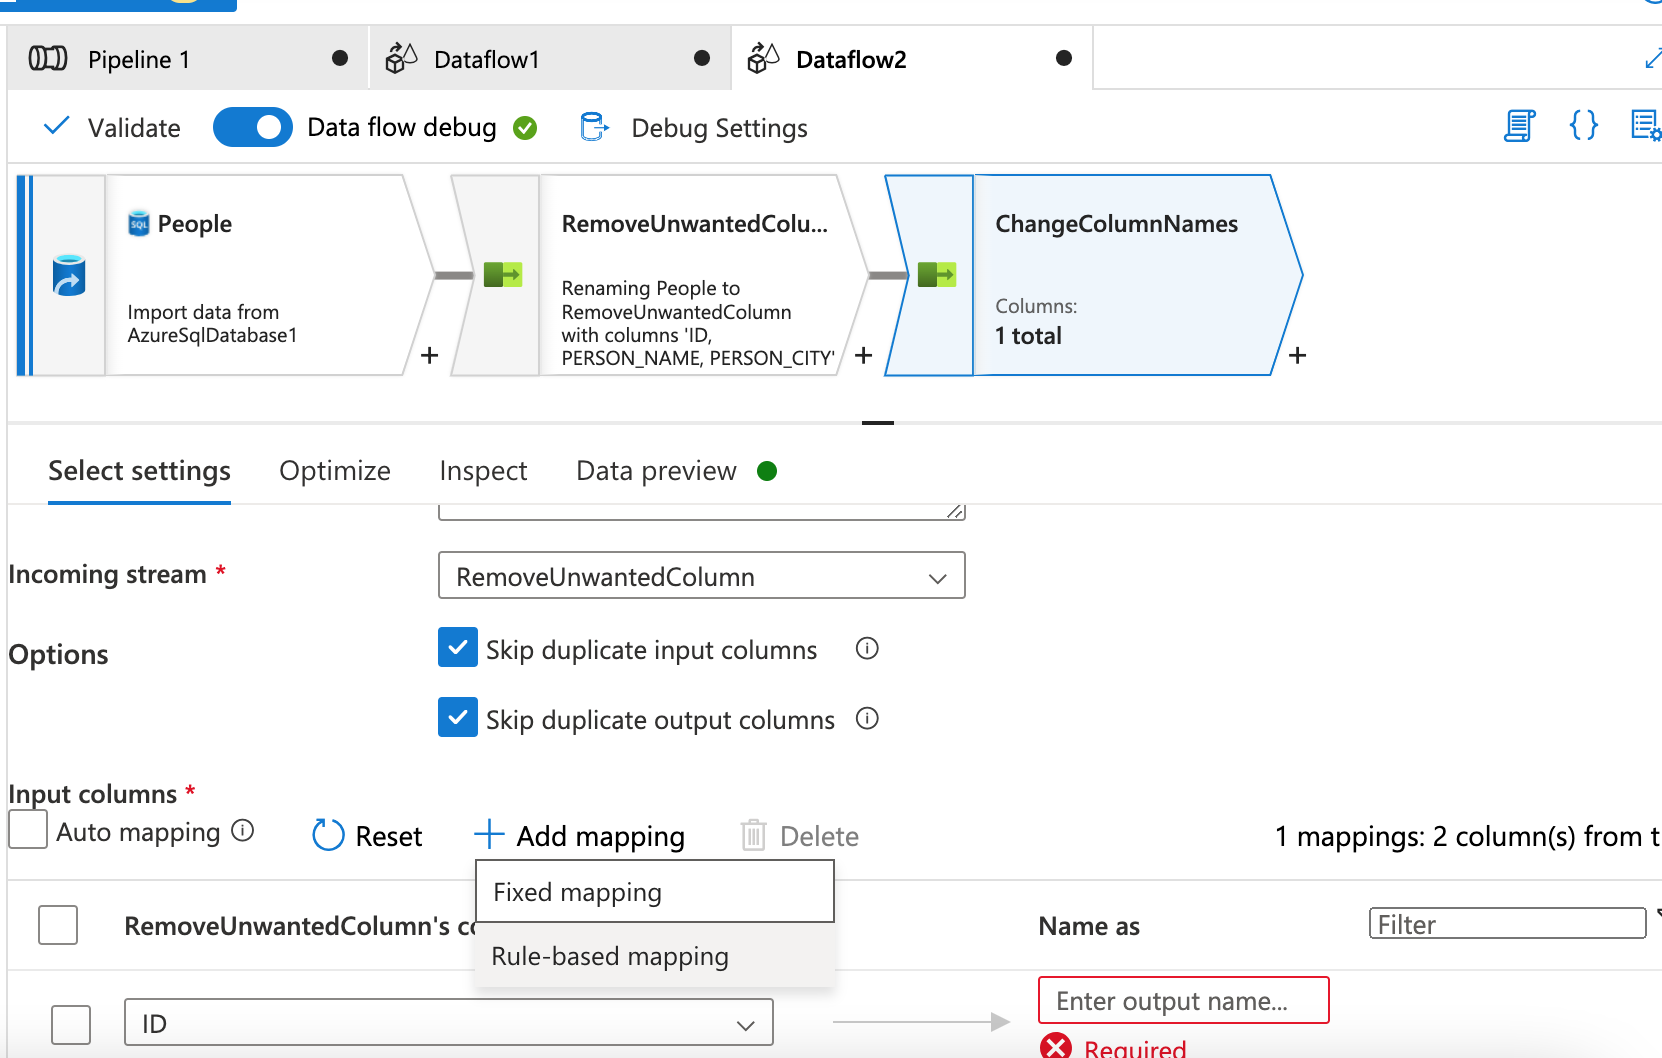 Pipeline 1
Dataflow1
Dataflow2
Validate
Data flow debug
Debug Settings
SQL
People
Import data from
AzureSqlDatabase1
+
RemoveUnwantedColu...
Renaming People to
RemoveUnwantedColumn
with columns 'ID,
PERSON_NAME, PERSON_CITY'
+
ChangeColumnNames
Columns:
1 total
+
Select settings
Optimize
Inspect
Data preview
Incoming stream *
RemoveUnwantedColumn
Options
Skip duplicate input columns
Skip duplicate output columns
Input columns *
Auto mapping
Reset
Add mapping
Delete
1 mappings: 2 column(s) from t
Fixed mapping
Rule-based mapping
RemoveUnwantedColumn's co
Name as
Filter
ID
Enter output name...
Required